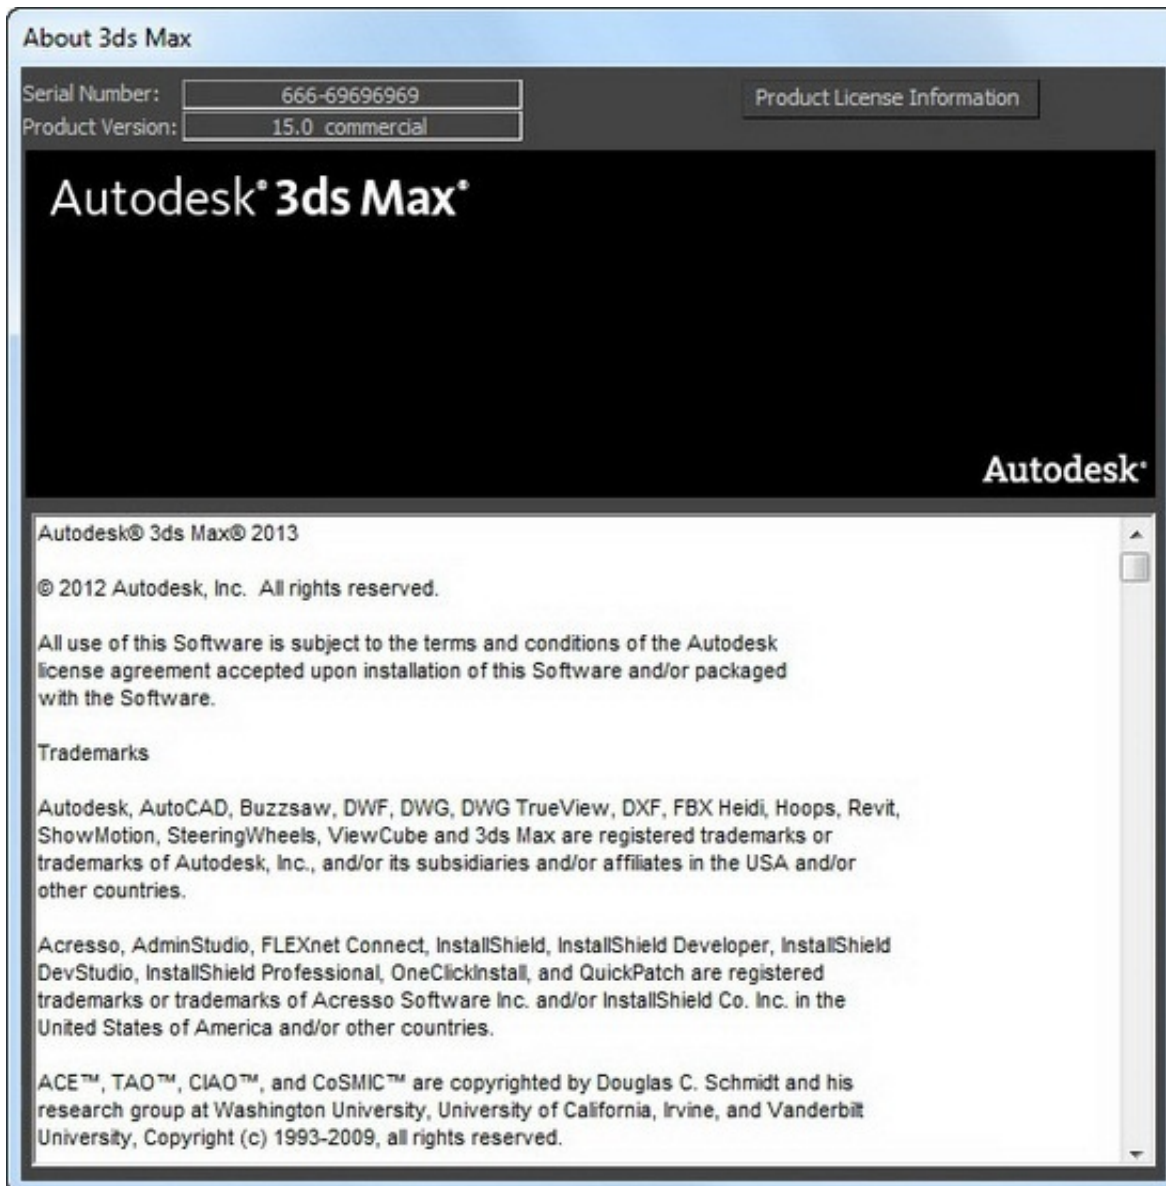 About 3ds Max
Serial Number: 666-69696969 Product License Information
Product Version: 15.0 commercial
Autodesk® 3ds Max®
Autodesk®
Autodesk® 3ds Max® 2013
© 2012 Autodesk, Inc. All rights reserved.
All use of this Software is subject to the terms and conditions of the Autodesk
license agreement accepted upon installation of this Software and/or packaged
with the Software.
Trademarks
Autodesk, AutoCAD, Buzzsaw, DWF, DWG, DWG TrueView, DXF, FBX Heidi, Hoops, Revit,
ShowMotion, SteeringWheels, ViewCube and 3ds Max are registered trademarks or
trademarks of Autodesk, Inc., and/or its subsidiaries and/or affiliates in the USA and/or
other countries.
Acresso, AdminStudio, FLEXnet Connect, InstallShield, InstallShield Developer, InstallShield
DevStudio, InstallShield Professional, OneClickInstall, and QuickPatch are registered
trademarks or trademarks of Acresso Software Inc. and/or InstallShield Co. Inc. in the
United States of America and/or other countries.
ACE™, TAO™, CIAO™, and CoSMIC™ are copyrighted by Douglas C. Schmidt and his
research group at Washington University, University of California, Irvine, and Vanderbilt
University, Copyright (c) 1993-2009, all rights reserved.